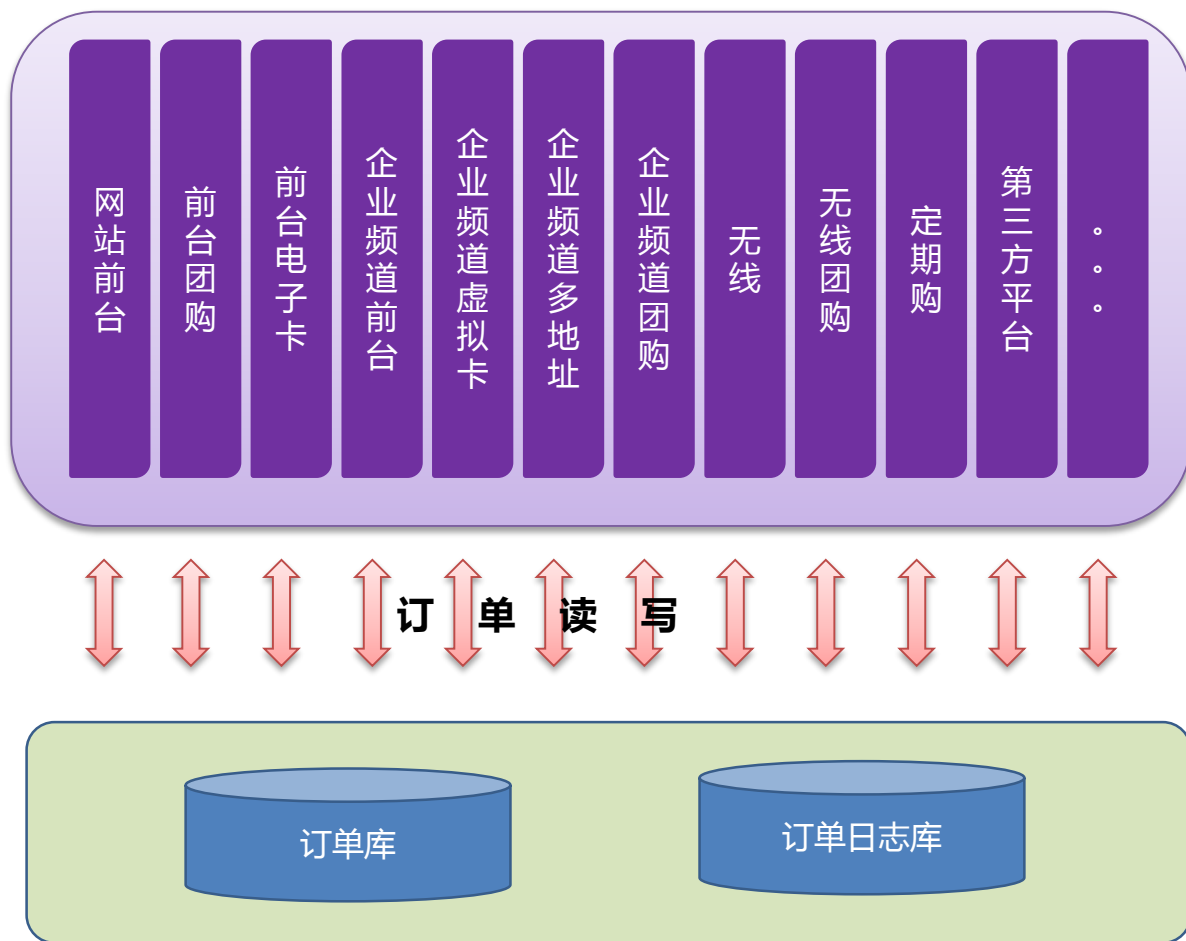 网站前台
前台团购
前台电子卡
企业频道前台
企业频道虚拟卡
企业频道多地址
企业频道团购
无线
无线团购
定期购
第三方平台
。。。
订单读写
订单库
订单日志库